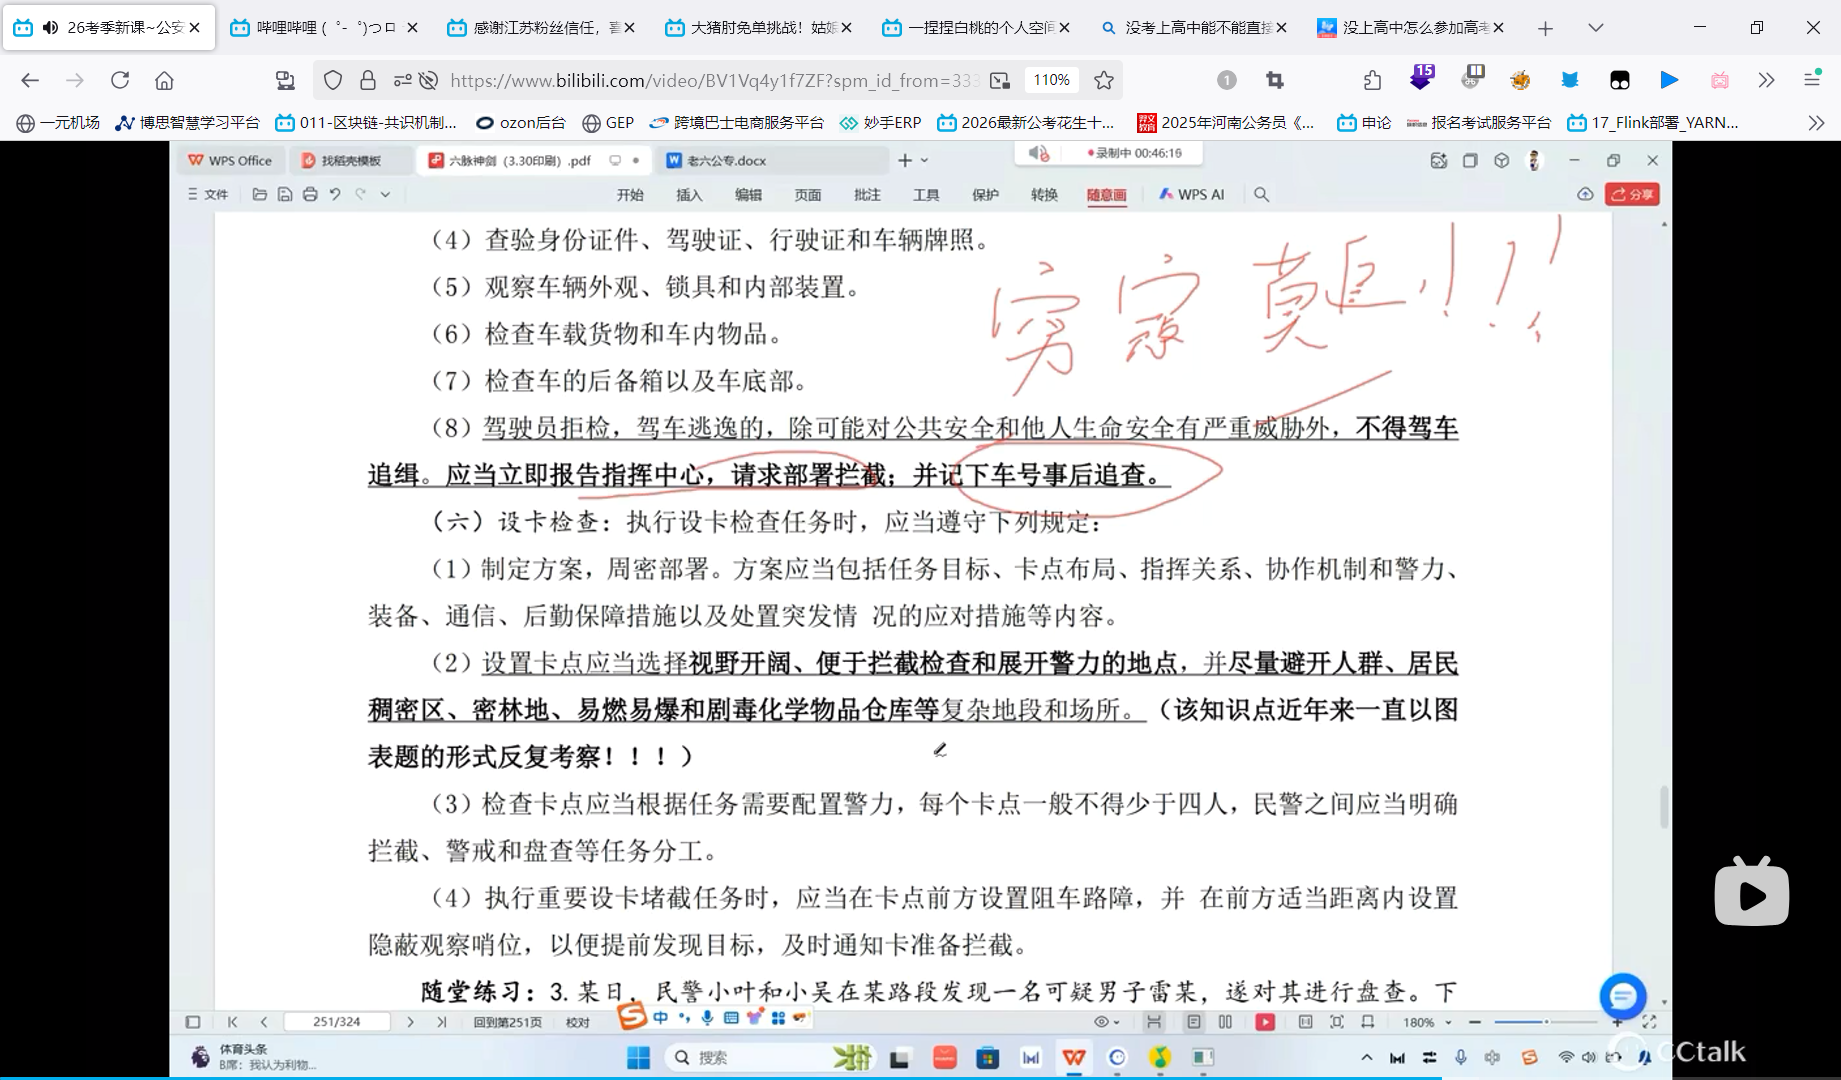 26考季新课~公安
哔哩哔哩 ( ゜- ゜)つロ
感谢江苏粉丝信任，喜
大猪肘免单挑战！姑娘
一捏捏白桃的个人空间
没考上高中能不能直接
没上高中怎么参加高考
https://www.bilibili.com/video/BV1Vq4y1f7ZF?spm_id_from=333
110%
1
15
一元机场
博思智慧学习平台
011-区块链-共识机制...
ozon后台
GEP
跨境巴士电商服务平台
妙手ERP
2026最新公考花生十...
2025年河南公务员《...
申论
报名考试服务平台
17_Flink部署_YARN...
WPS Office
找稻壳模板
六脉神剑（3.30印刷）.pdf
老六公专.docx
录制中 00:46:16
文件
开始
插入
编辑
页面
批注
工具
保护
转换
随意画
WPS AI
分享
（4）查验身份证件、驾驶证、行驶证和车辆牌照。
（5）观察车辆外观、锁具和内部装置。
（6）检查车载货物和车内物品。
（7）检查车的后备箱以及车底部。
（8）驾驶员拒检，驾车逃逸的，除可能对公共安全和他人生命安全有严重威胁外，不得驾车
追缉。应当立即报告指挥中心，请求部署拦截；并记下车号事后追查。
（六）设卡检查：执行设卡检查任务时，应当遵守下列规定：
（1）制定方案，周密部署。方案应当包括任务目标、卡点布局、指挥关系、协作机制和警力、
装备、通信、后勤保障措施以及处置突发情 况的应对措施等内容。
（2）设置卡点应当选择视野开阔、便于拦截检查和展开警力的地点，并尽量避开人群、居民
稠密区、密林地、易燃易爆和剧毒化学物品仓库等复杂地段和场所。（该知识点近年来一直以图
表题的形式反复考察！！！）
（3）检查卡点应当根据任务需要配置警力，每个卡点一般不得少于四人，民警之间应当明确
拦截、警戒和盘查等任务分工。
（4）执行重要设卡堵截任务时，应当在卡点前方设置阻车路障，并 在前方适当距离内设置
隐蔽观察哨位，以便提前发现目标，及时通知卡准备拦截。
随堂练习：3.某日，民警小叶和小吴在某路段发现一名可疑男子雷某，遂对其进行盘查。下
穷寇莫追！！！
251/324
回到第251页
校对
中
180%
体育头条
B席：我认为利物...
搜索
CCtalk